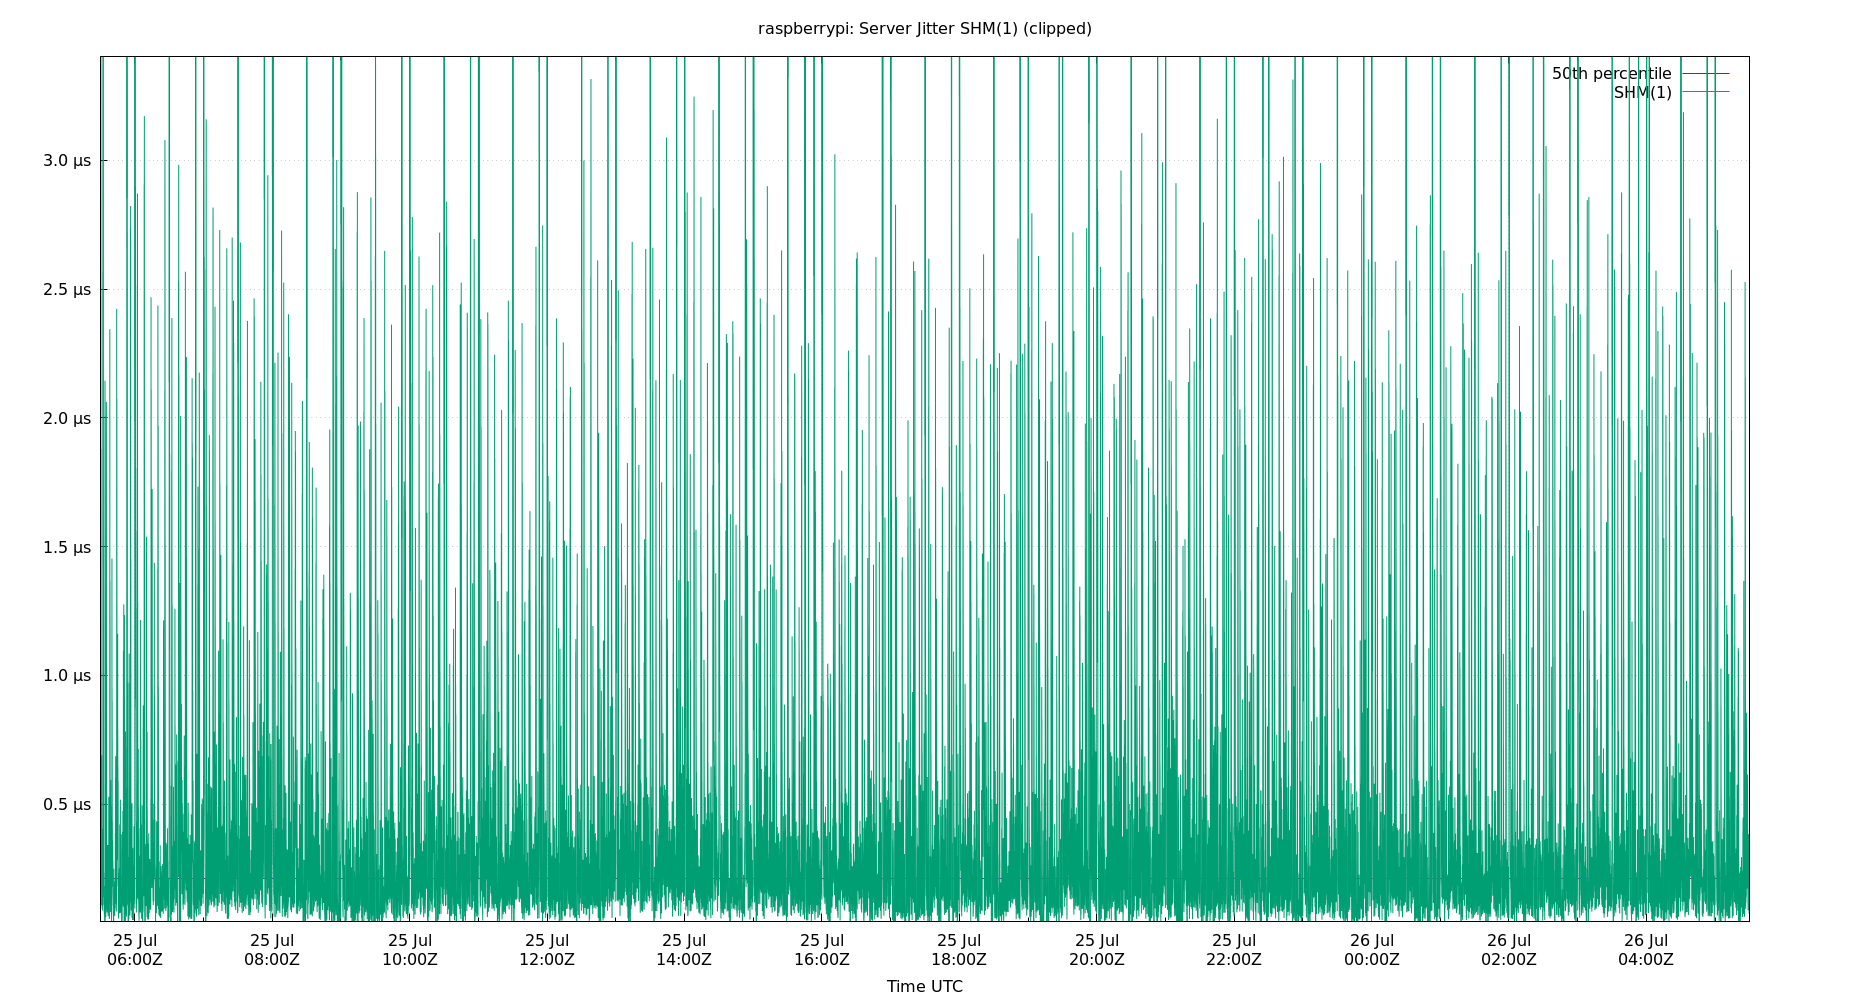 raspberrypi: Server Jitter SHM(1) (clipped)
50th percentile
SHM(1)
3.0 µs
2.5 µs
2.0 µs
1.5 µs
1.0 µs
0.5 µs
25 Jul 25 Jul 25 Jul 25 Jul 25 Jul 25 Jul 25 Jul 25 Jul 25 Jul 26 Jul 26 Jul 26 Jul
06:00Z 08:00Z 10:00Z 12:00Z 14:00Z 16:00Z 18:00Z 20:00Z 22:00Z 00:00Z 02:00Z 04:00Z
Time UTC